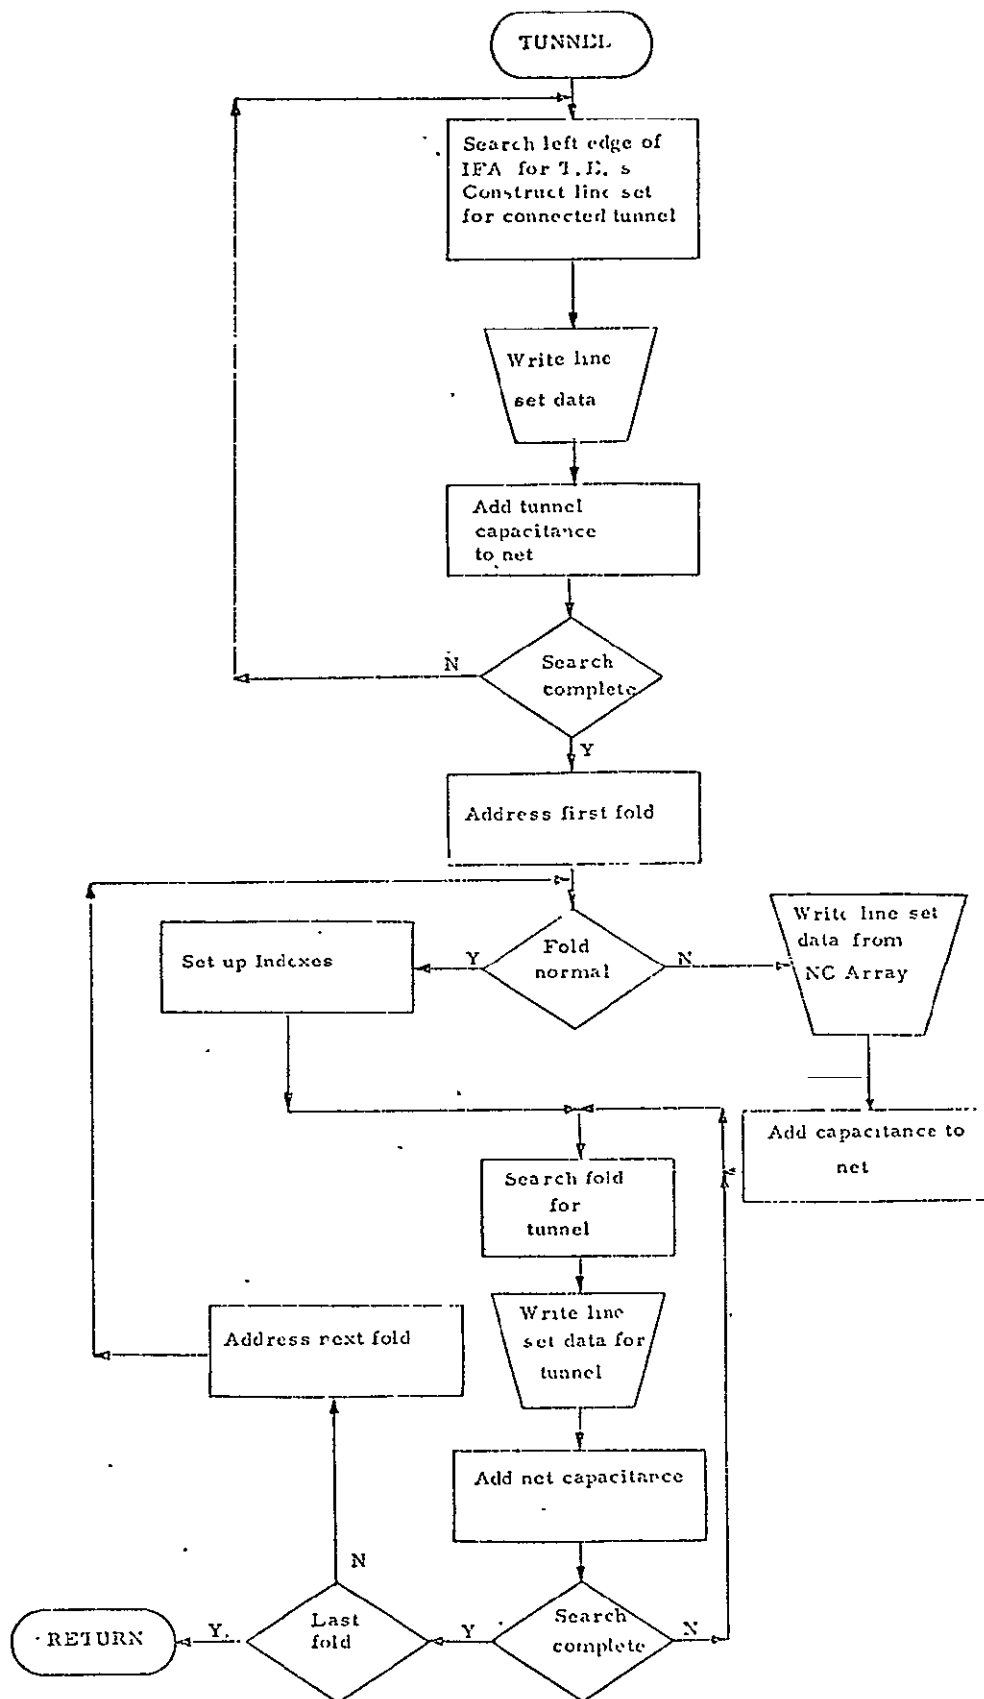 TUNNEL
Search left edge of
IFA for T.E. s
Construct line set
for connected tunnel
Write line
set data
Add tunnel
capacitance
to net
Search
complete
N
Y
Address first fold
Fold
normal
Y
N
Set up Indexes
Write line set
data from
NC Array
Add capacitance to
net
Search fold
for
tunnel
Write line
set data for
tunnel
Address next fold
Add net capacitance
N
Last
fold
Y
Search
complete
N
Y.
RETURN